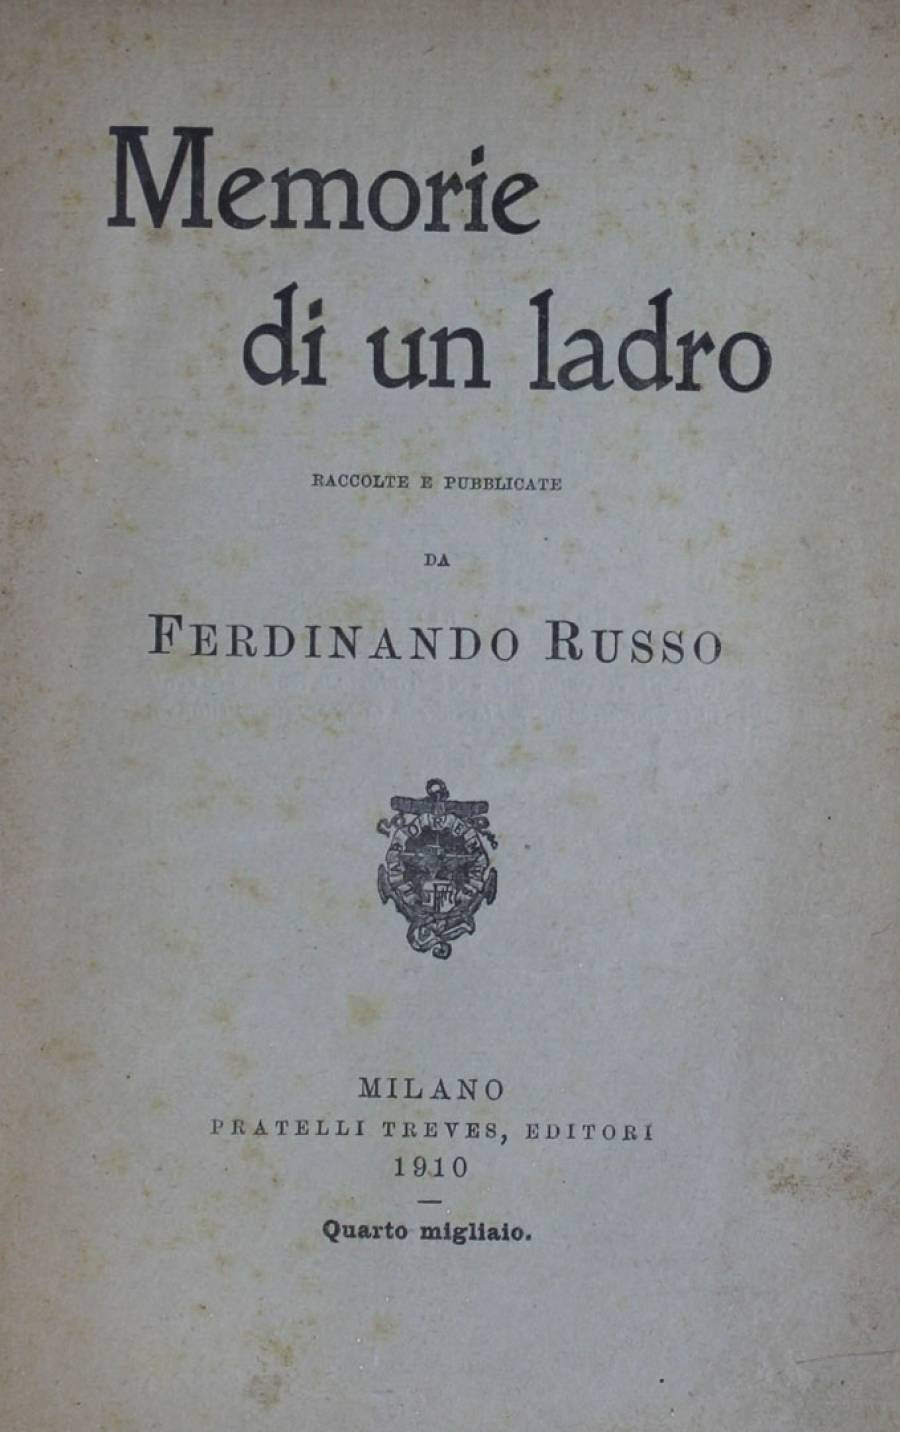 Memorie
di un ladro
RACCOLTE E PUBBLICATE
DA
FERDINANDO RUSSO
MILANO
FRATELLI TREVES, EDITORI
1910
Quarto migliaio.